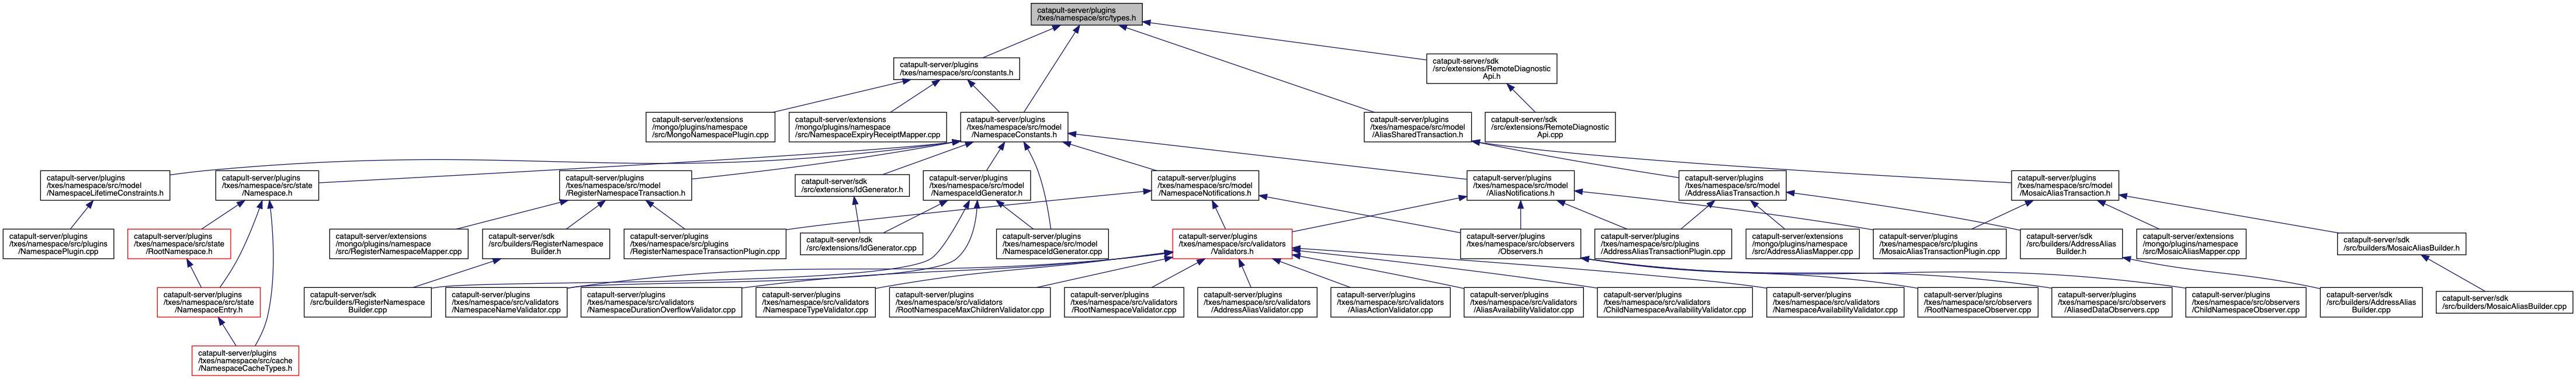 catapult-server/plugins
/txes/namespace/src/types.h
catapult-server/plugins
/txes/namespace/src/constants.h
catapult-server/sdk
/src/extensions/RemoteDiagnostic
Api.h
catapult-server/extensions
/mongo/plugins/namespace
/src/MongoNamespacePlugin.cpp
catapult-server/extensions
/mongo/plugins/namespace
/src/NamespaceExpiryReceiptMapper.cpp
catapult-server/plugins
/txes/namespace/src/model
/NamespaceConstants.h
catapult-server/plugins
/txes/namespace/src/model
/AliasSharedTransaction.h
catapult-server/sdk
/src/extensions/RemoteDiagnostic
Api.cpp
catapult-server/plugins
/txes/namespace/src/model
/NamespaceLifetimeConstraints.h
catapult-server/plugins
/txes/namespace/src/state
/Namespace.h
catapult-server/plugins
/txes/namespace/src/model
/RegisterNamespaceTransaction.h
catapult-server/sdk
/src/extensions/IdGenerator.h
catapult-server/plugins
/txes/namespace/src/model
/NamespaceIdGenerator.h
catapult-server/plugins
/txes/namespace/src/model
/NamespaceNotifications.h
catapult-server/plugins
/txes/namespace/src/model
/AliasNotifications.h
catapult-server/plugins
/txes/namespace/src/model
/AddressAliasTransaction.h
catapult-server/plugins
/txes/namespace/src/model
/MosaicAliasTransaction.h
catapult-server/plugins
/txes/namespace/src/plugins
/NamespacePlugin.cpp
catapult-server/plugins
/txes/namespace/src/state
/RootNamespace.h
catapult-server/extensions
/mongo/plugins/namespace
/src/RegisterNamespaceMapper.cpp
catapult-server/sdk
/src/builders/RegisterNamespace
Builder.h
catapult-server/plugins
/txes/namespace/src/plugins
/RegisterNamespaceTransactionPlugin.cpp
catapult-server/sdk
/src/extensions/IdGenerator.cpp
catapult-server/plugins
/txes/namespace/src/model
/NamespaceIdGenerator.cpp
catapult-server/plugins
/txes/namespace/src/validators
/Validators.h
catapult-server/plugins
/txes/namespace/src/observers
/Observers.h
catapult-server/plugins
/txes/namespace/src/plugins
/AddressAliasTransactionPlugin.cpp
catapult-server/extensions
/mongo/plugins/namespace
/src/AddressAliasMapper.cpp
catapult-server/plugins
/txes/namespace/src/plugins
/MosaicAliasTransactionPlugin.cpp
catapult-server/sdk
/src/builders/AddressAlias
Builder.h
catapult-server/extensions
/mongo/plugins/namespace
/src/MosaicAliasMapper.cpp
catapult-server/sdk
/src/builders/MosaicAliasBuilder.h
catapult-server/plugins
/txes/namespace/src/state
/NamespaceEntry.h
catapult-server/sdk
/src/builders/RegisterNamespace
Builder.cpp
catapult-server/plugins
/txes/namespace/src/validators
/NamespaceNameValidator.cpp
catapult-server/plugins
/txes/namespace/src/validators
/NamespaceDurationOverflowValidator.cpp
catapult-server/plugins
/txes/namespace/src/validators
/NamespaceTypeValidator.cpp
catapult-server/plugins
/txes/namespace/src/validators
/RootNamespaceMaxChildrenValidator.cpp
catapult-server/plugins
/txes/namespace/src/validators
/RootNamespaceValidator.cpp
catapult-server/plugins
/txes/namespace/src/validators
/AddressAliasValidator.cpp
catapult-server/plugins
/txes/namespace/src/validators
/AliasActionValidator.cpp
catapult-server/plugins
/txes/namespace/src/validators
/AliasAvailabilityValidator.cpp
catapult-server/plugins
/txes/namespace/src/validators
/ChildNamespaceAvailabilityValidator.cpp
catapult-server/plugins
/txes/namespace/src/validators
/NamespaceAvailabilityValidator.cpp
catapult-server/plugins
/txes/namespace/src/observers
/RootNamespaceObserver.cpp
catapult-server/plugins
/txes/namespace/src/observers
/AliasedDataObservers.cpp
catapult-server/plugins
/txes/namespace/src/observers
/ChildNamespaceObserver.cpp
catapult-server/sdk
/src/builders/AddressAlias
Builder.cpp
catapult-server/sdk
/src/builders/MosaicAliasBuilder.cpp
catapult-server/plugins
/txes/namespace/src/cache
/NamespaceCacheTypes.h